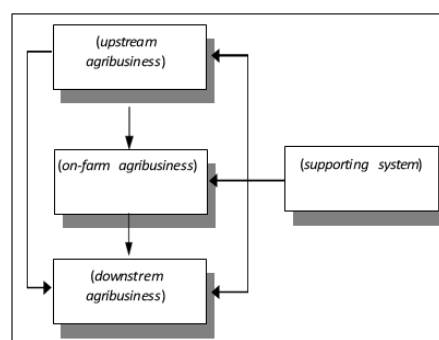 (upstream
agribusiness)
(on-farm agribusiness)
(supporting system)
(downstrem
agribusiness)